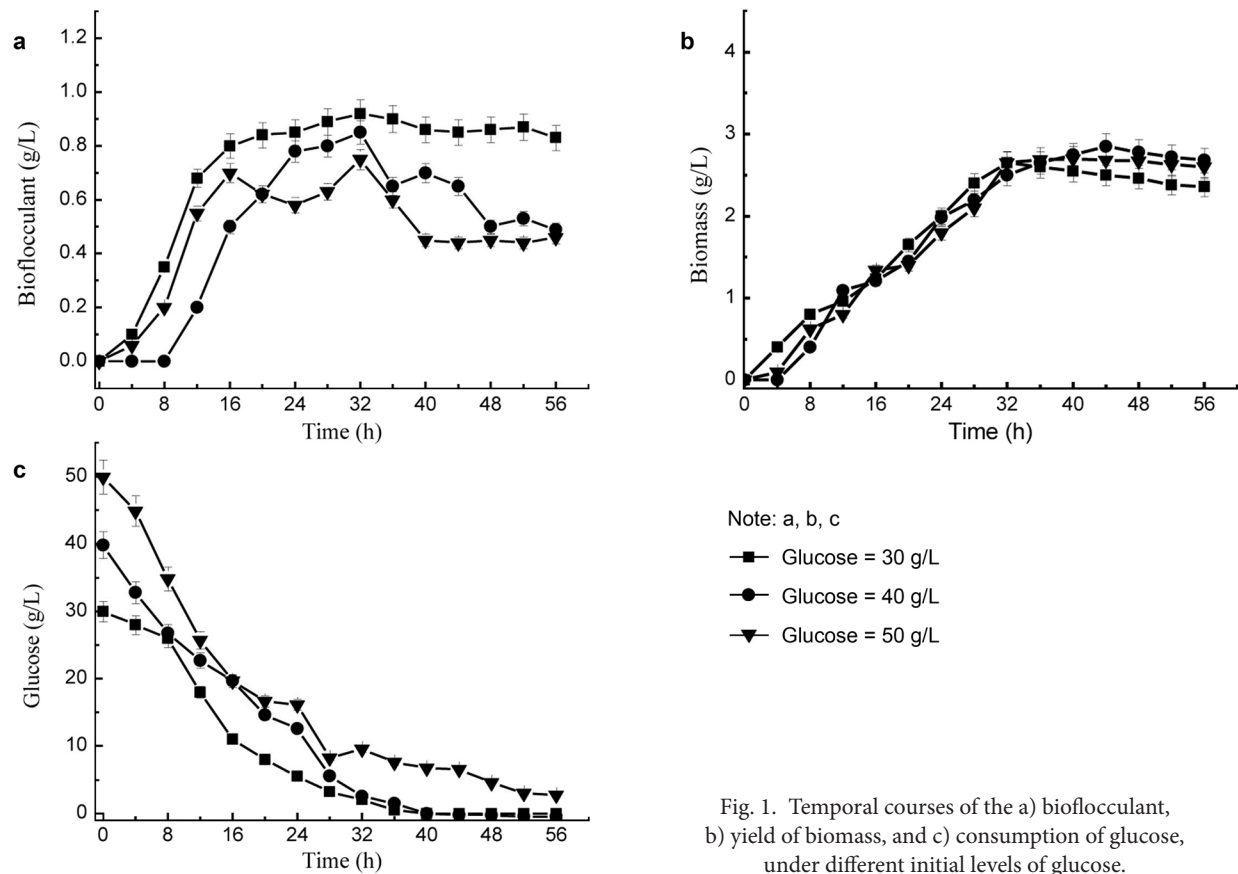 a
1.2
1.0
0.8
0.6
0.4
0.2
0.0
Bioflocculant (g/L)
0 8 16 24 32 40 48 56
Time (h)
b
4
3
2
1
0
Biomass (g/L)
0 8 16 24 32 40 48 56
Time (h)
c
50
40
30
20
10
0
Glucose (g/L)
0 8 16 24 32 40 48 56
Time (h)
Note: a, b, c
Glucose = 30 g/L
Glucose = 40 g/L
Glucose = 50 g/L
Fig. 1. Temporal courses of the a) bioflocculant,
b) yield of biomass, and c) consumption of glucose,
under different initial levels of glucose.